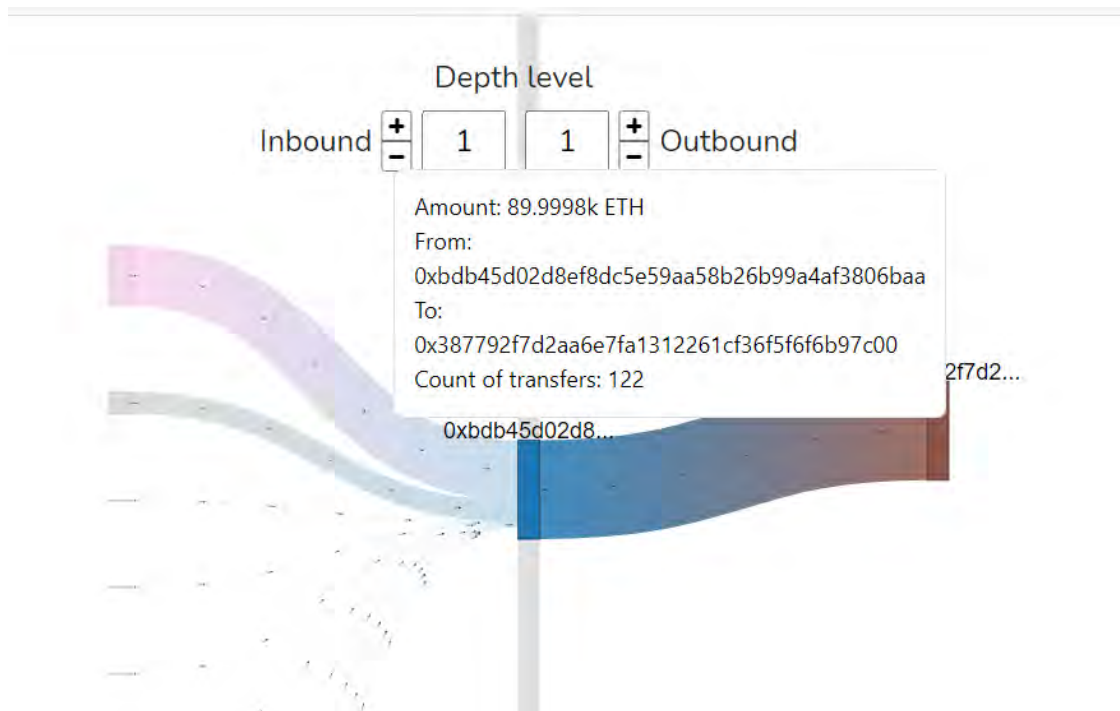 Depth level
Inbound + − 1 1 + − Outbound
Amount: 89.9998k ETH
From:
0xbdb45d02d8ef8dc5e59aa58b26b99a4af3806baa
To:
0x387792f7d2aa6e7fa1312261cf36f5f6f6b97c00
Count of transfers: 122
2f7d2...
0xbdb45d02d8...